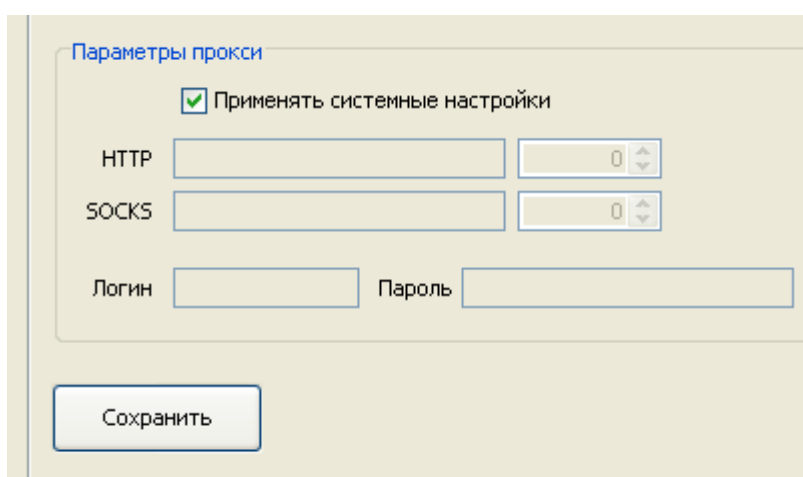 Параметры прокси
Применять системные настройки
HTTP 0
SOCKS 0
Логин Пароль
Сохранить